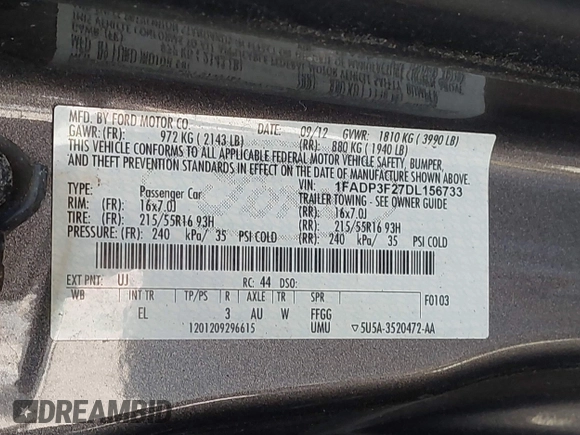 MFD. BY FORD MOTOR CO.
DATE: 09/12 GVWR: 1810 KG ( 3990 LB)
GAWR: (FR): 972 KG ( 2143 LB) (RR): 880 KG ( 1940 LB)
THIS VEHICLE CONFORMS TO ALL APPLICABLE FEDERAL MOTOR VEHICLE SAFETY, BUMPER,
AND THEFT PREVENTION STANDARDS IN EFFECT ON THE DATE OF MANUFACTURE SHOWN ABOVE.
VIN: 1FADP3F27DL156733
TYPE: Passenger Car TRAILER TOWING - SEE OWNER GUIDE
RIM: (FR): 16x7.0J (RR): 16x7.0J
TIRE: (FR): 215/55R16 93H (RR): 215/55R16 93H
PRESSURE: (FR): 240 kPa/ 35 PSI COLD (RR): 240 kPa/ 35 PSI COLD
EXT PNT: UJ RC: 44 DSO:
WB INT TR TP/PS R AXLE TR SPR F0103
EL 3 AU W FFGG
1201209296615 UMU ▽5U5A-3520472-AA
DREAMBID